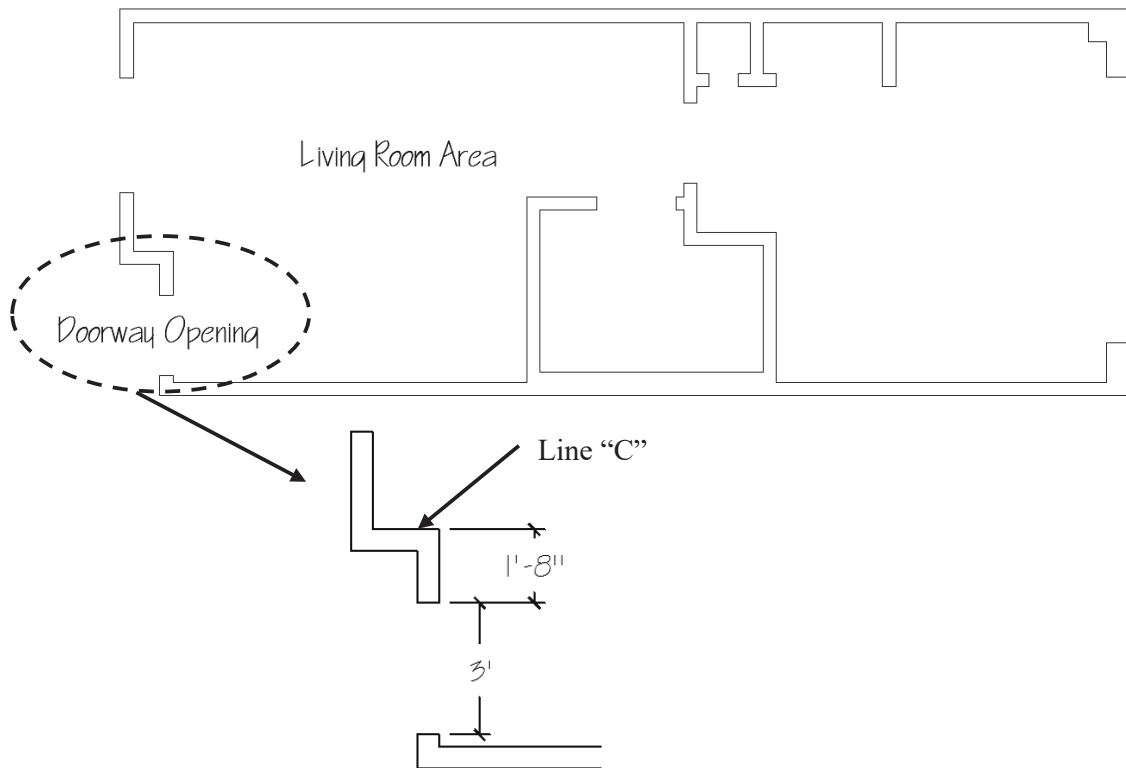 Living Room Area
Doorway Opening
Line “C”
1'-8"
3'